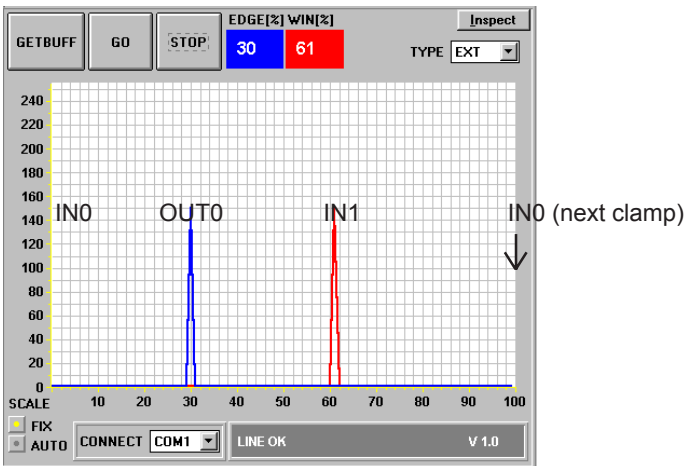 EDGE[%] WIN[%]
Inspect
GETBUFF GO STOP 30 61
TYPE EXT
240
220
200
180
160
IN0 OUT0 IN1 IN0 (next clamp)
140
120
100
80
60
40
20
0
SCALE 10 20 30 40 50 60 70 80 90 100
FIX
AUTO CONNECT COM1 LINE OK V 1.0